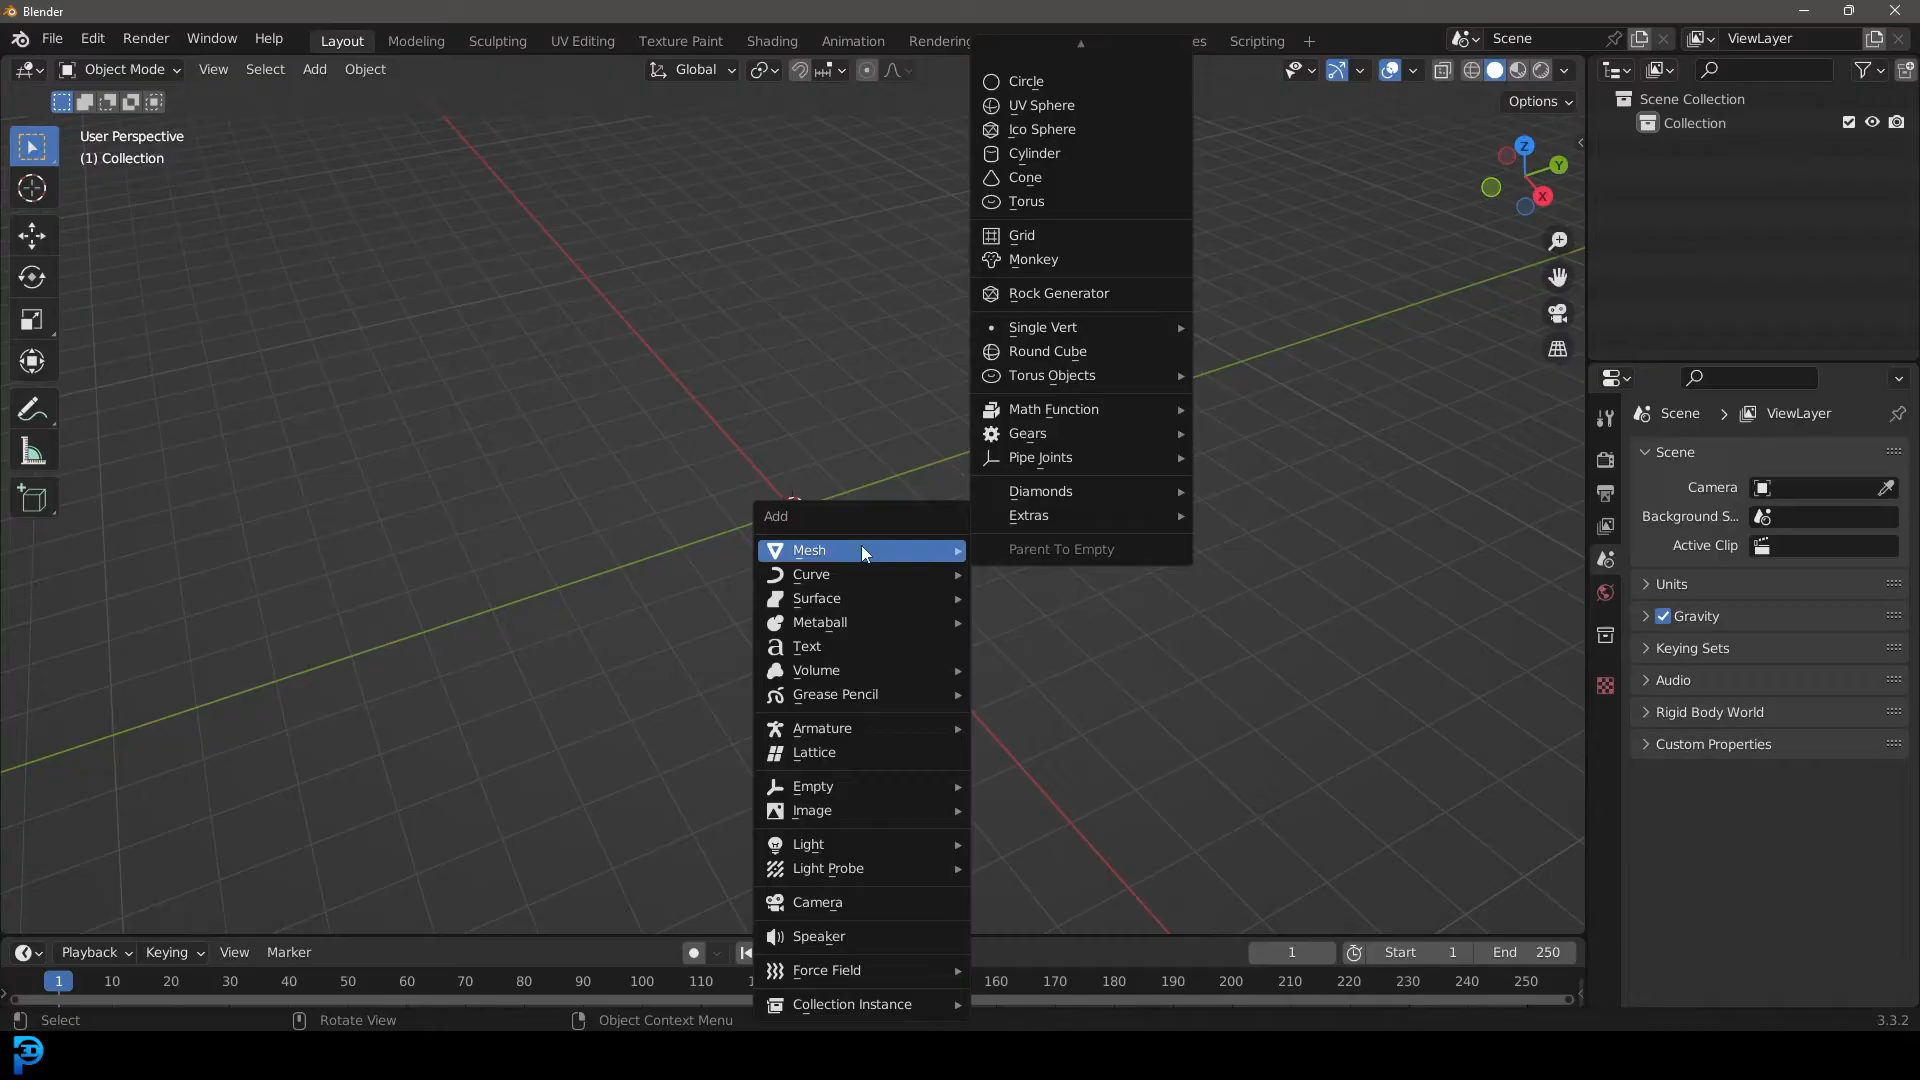 Blender
File Edit Render Window Help Layout Modeling Sculpting UV Editing Texture Paint Shading Animation Rendering es Scripting + Scene ViewLayer
Object Mode View Select Add Object Global
Options
User Perspective
(1) Collection
Circle
UV Sphere
Ico Sphere
Cylinder
Cone
Torus
Grid
Monkey
Rock Generator
Single Vert
Round Cube
Torus Objects
Math Function
Gears
Pipe Joints
Diamonds
Extras
Parent To Empty
Add
Mesh
Curve
Surface
Metaball
Text
Volume
Grease Pencil
Armature
Lattice
Empty
Image
Light
Light Probe
Camera
Speaker
Force Field
Collection Instance
Z
Y
X
Scene Collection
Collection
Scene ViewLayer
Scene
Camera
Background S...
Active Clip
Units
Gravity
Keying Sets
Audio
Rigid Body World
Custom Properties
Playback Keying View Marker 1 Start 1 End 250
1 10 20 30 40 50 60 70 80 90 100 110 160 170 180 190 200 210 220 230 240 250
Select Rotate View Object Context Menu 3.3.2